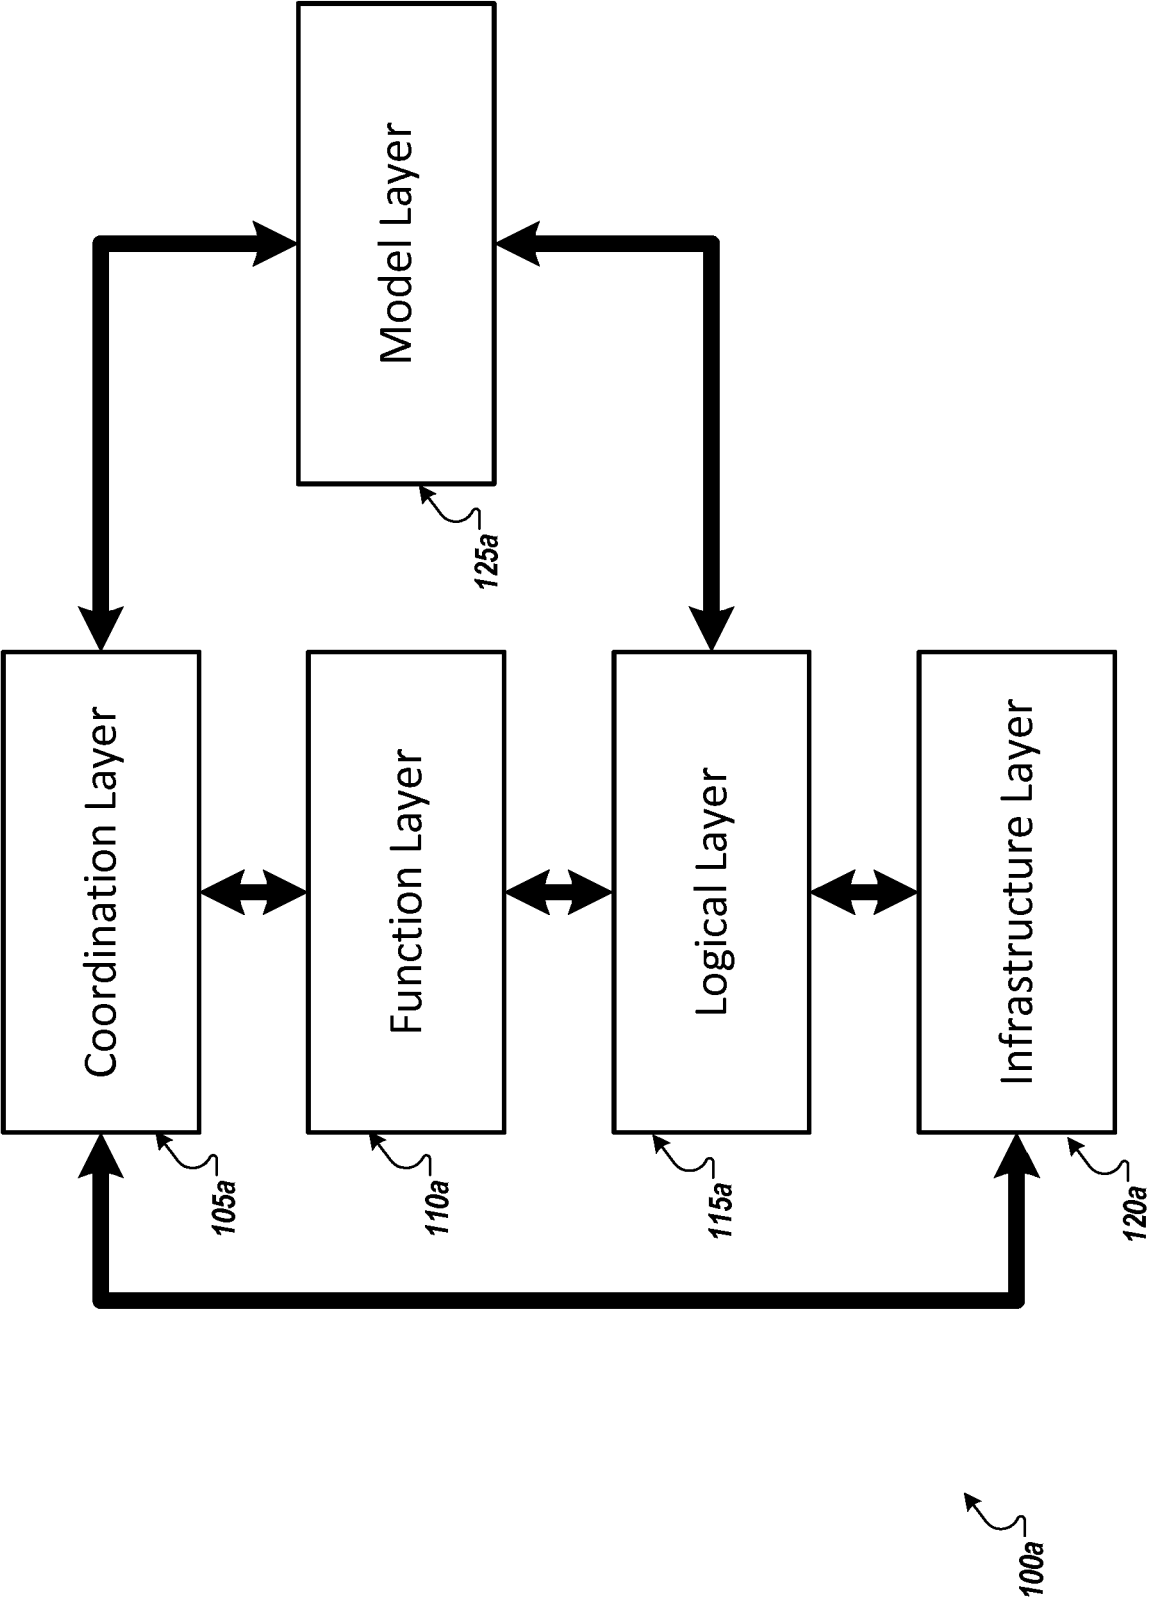 Coordination Layer
105a
Model Layer
125a
Function Layer
110a
Logical Layer
115a
Infrastructure Layer
120a
100a